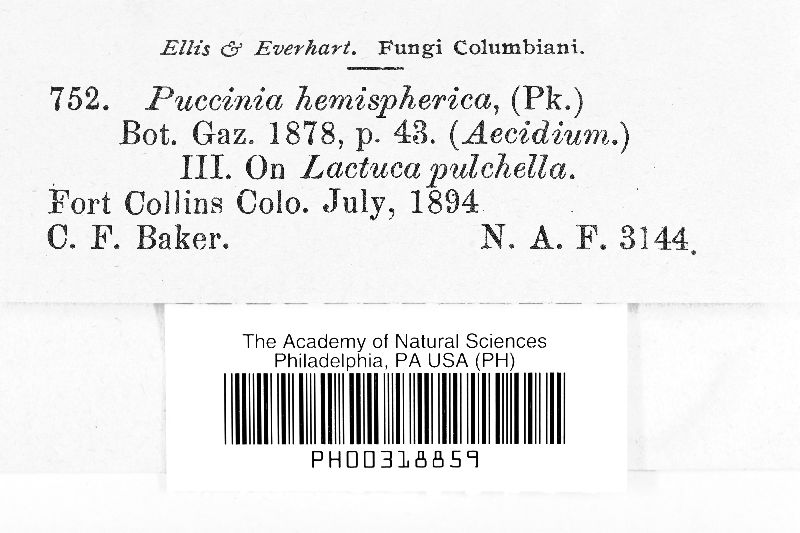 Ellis & Everhart. Fungi Columbiani.
752. Puccinia hemispherica, (Pk.)
Bot. Gaz. 1878, p. 43. (Aecidium.)
III. On Lactuca pulchella.
Fort Collins Colo. July, 1894
C. F. Baker. N. A. F. 3144.
The Academy of Natural Sciences
Philadelphia, PA USA (PH)
PH00318859